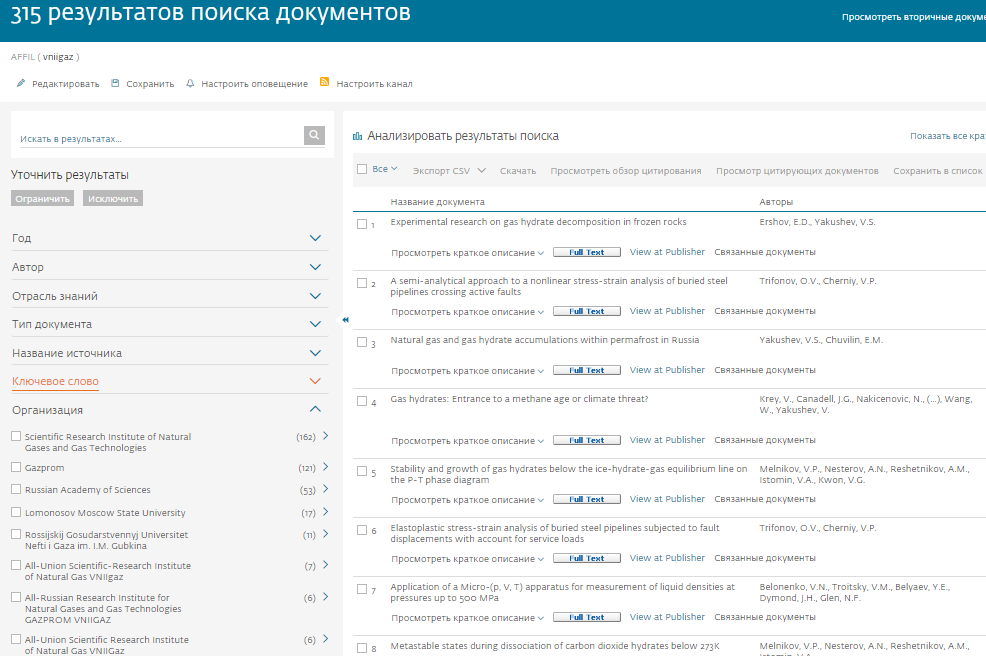 315 результатов поиска документов
Просмотреть вторичные
AFFIL ( vniigaz )
Редактировать Сохранить Настроить оповещение Настроить канал
Искать в результатах...
Уточнить результаты
Ограничить Исключить
Год
Автор
Отрасль знаний
Тип документа
Название источника
Ключевое слово
Организация
Scientific Research Institute of Natural
Gases and Gas Technologies
(162)
Gazprom (121)
Russian Academy of Sciences (53)
Lomonosov Moscow State University (17)
Rossijskij Gosudarstvennyj Universitet
Nefti i Gaza im. I.M. Gubkina
(11)
All-Union Scientific-Research Institute
of Natural Gas VNIIgaz
(7)
All-Russian Research Institute for
Natural Gases and Gas Technologies
GAZPROM VNIIGAZ
(6)
All-Union Scientific Research Institute
of Natural Gas VNIIGaz
(6)
Анализировать результаты поиска
Показать все
Все Экспорт CSV Скачать Просмотреть обзор цитирования Просмотр цитирующих документов Сохранить в список
Название документа Авторы
1 Experimental research on gas hydrate decomposition in frozen rocks Ershov, E.D., Yakushev, V.S.
Просмотреть краткое описание Full Text View at Publisher Связанные документы
2 A semi-analytical approach to a nonlinear stress-strain analysis of buried steel Trifonov, O.V., Cherniy, V.P.
pipelines crossing active faults
Просмотреть краткое описание Full Text View at Publisher Связанные документы
3 Natural gas and gas hydrate accumulations within permafrost in Russia Yakushev, V.S., Chuvilin, E.M.
Просмотреть краткое описание Full Text View at Publisher Связанные документы
4 Gas hydrates: Entrance to a methane age or climate threat? Krey, V., Canadell, J.G., Nakicenovic, N., (...), Wang,
W., Yakushev, V.
Просмотреть краткое описание Full Text View at Publisher Связанные документы
5 Stability and growth of gas hydrates below the ice-hydrate-gas equilibrium line on Melnikov, V.P., Nesterov, A.N., Reshetnikov, A.M.,
the P-T phase diagram Istomin, V.A., Kwon, V.G.
Просмотреть краткое описание Full Text View at Publisher Связанные документы
6 Elastoplastic stress-strain analysis of buried steel pipelines subjected to fault Trifonov, O.V., Cherniy, V.P.
displacements with account for service loads
Просмотреть краткое описание Full Text View at Publisher Связанные документы
7 Application of a Micro-(p, V, T) apparatus for measurement of liquid densities at Belonenko, V.N., Troitsky, V.M., Belyaev, Y.E.,
pressures up to 500 MPa Dymond, J.H., Glen, N.F.
Просмотреть краткое описание Full Text View at Publisher Связанные документы
8 Metastable states during dissociation of carbon dioxide hydrates below 273K Melnikov, V.P., Nesterov, A.N., Reshetnikov, A.M.,